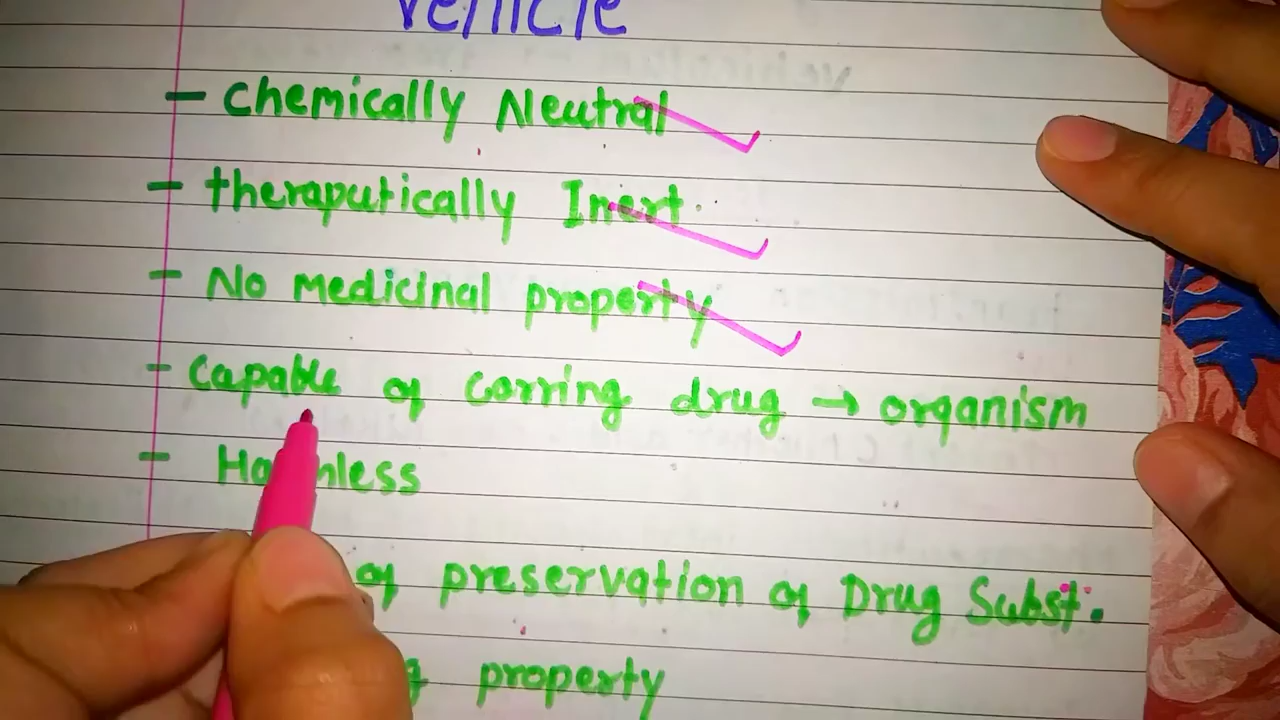 Vehicle
- Chemically Neutral
- theraputically Inert.
- No medicinal property
- Capable of Carring drug → organism
- Harmless
of preservation of Drug Subst.
property